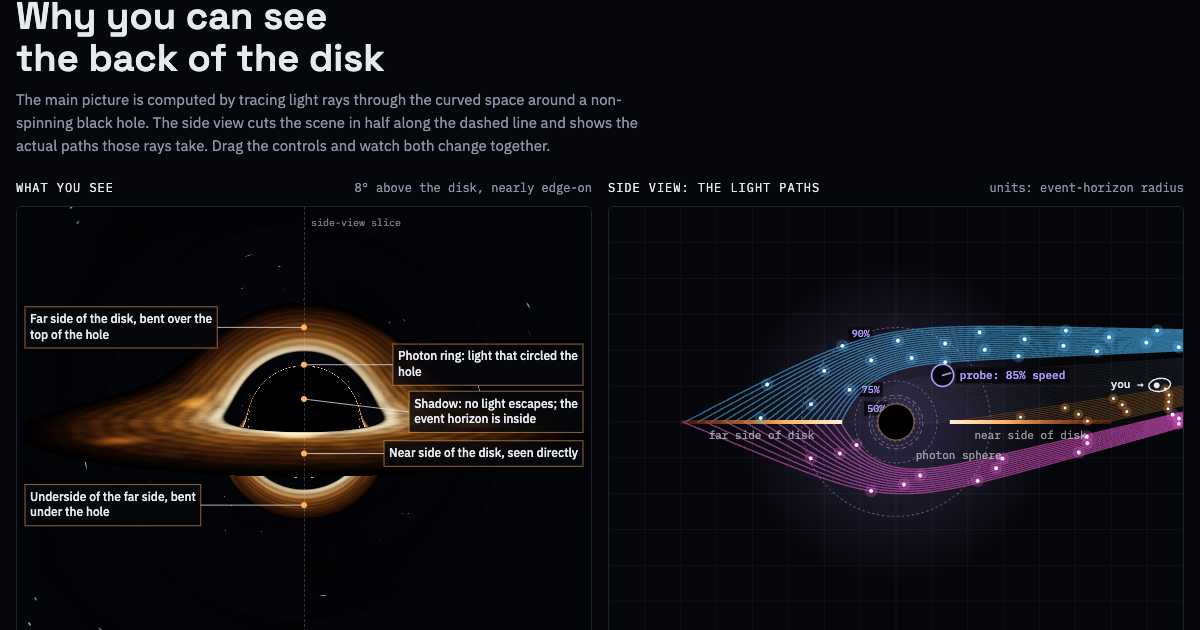 Why you can see
the back of the disk
The main picture is computed by tracing light rays through the curved space around a non-
spinning black hole. The side view cuts the scene in half along the dashed line and shows the
actual paths those rays take. Drag the controls and watch both change together.
WHAT YOU SEE
8° above the disk, nearly edge-on
side-view slice
Far side of the disk, bent over the
top of the hole
Photon ring: light that circled the
hole
Shadow: no light escapes; the
event horizon is inside
Near side of the disk, seen directly
Underside of the far side, bent
under the hole
SIDE VIEW: THE LIGHT PATHS
units: event-horizon radius
90%
probe: 85% speed
you →
75%
50%
far side of disk
near side of disk
photon sphere